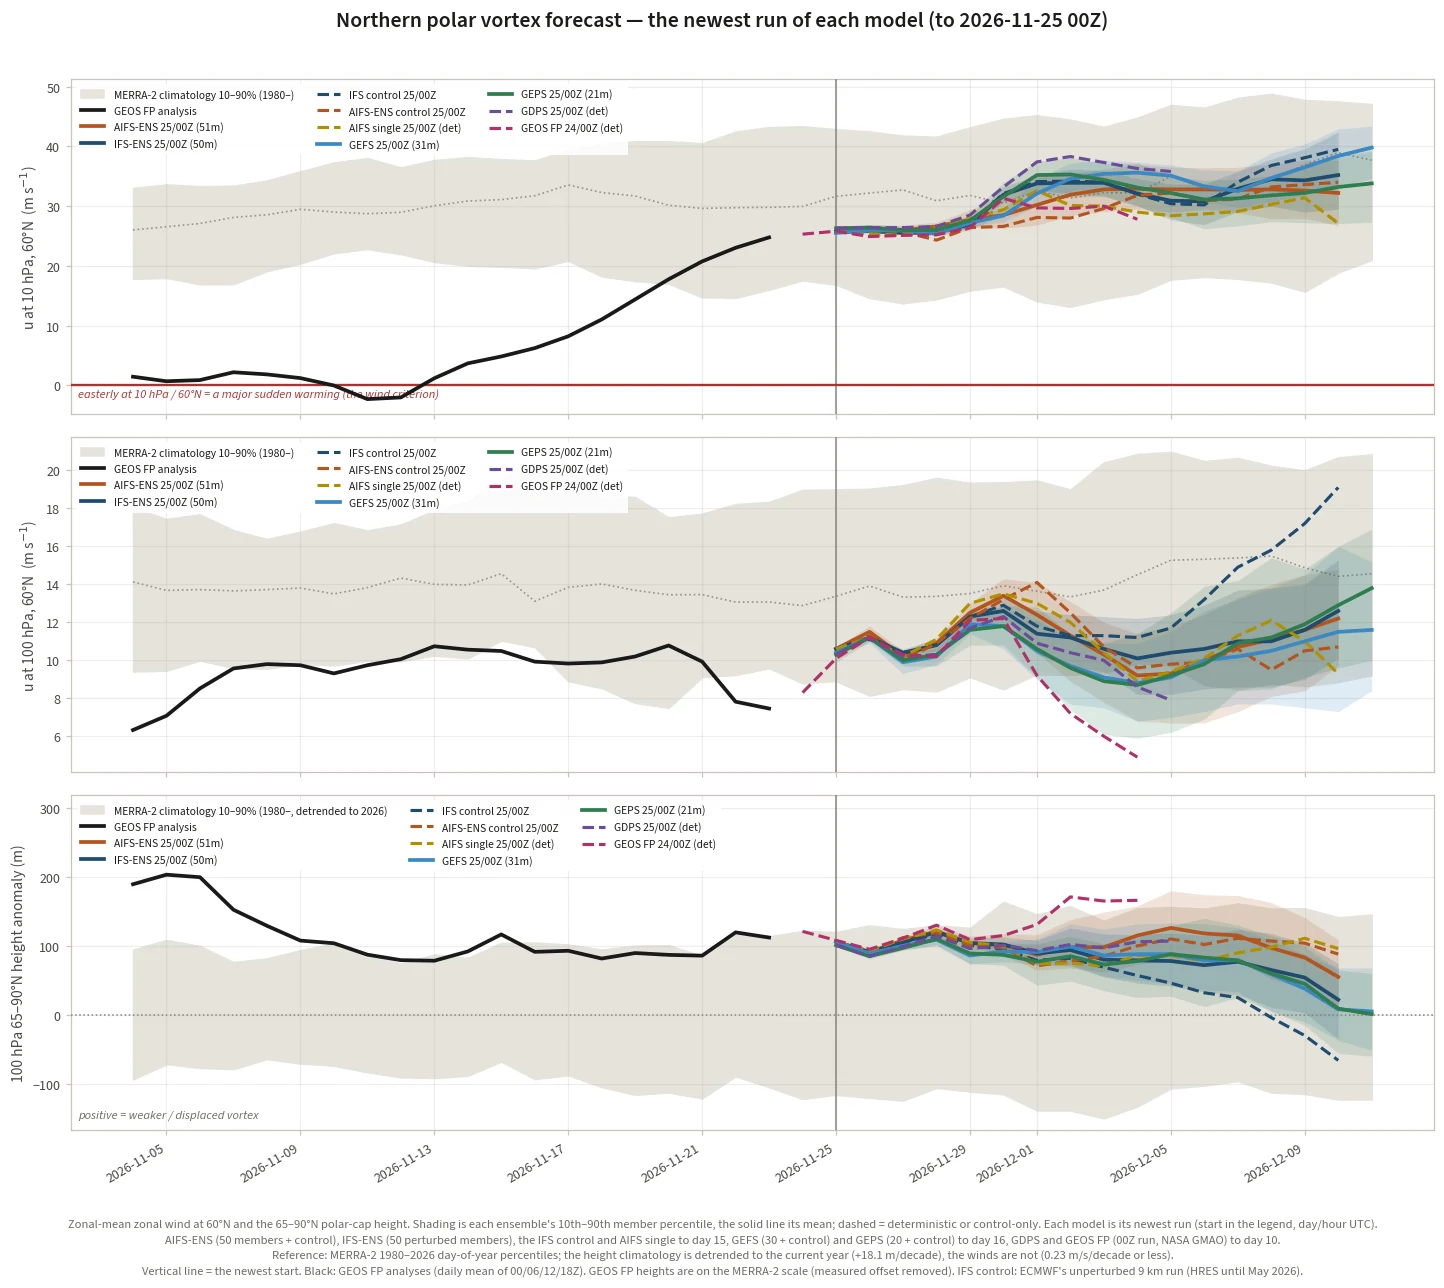 Northern polar vortex forecast — the newest run of each model (to 2026-11-25 00Z)
MERRA-2 climatology 10–90% (1980–)
GEOS FP analysis
AIFS-ENS 25/00Z (51m)
IFS-ENS 25/00Z (50m)
IFS control 25/00Z
AIFS-ENS control 25/00Z
AIFS single 25/00Z (det)
GEFS 25/00Z (31m)
GEPS 25/00Z (21m)
GDPS 25/00Z (det)
GEOS FP 24/00Z (det)
u at 10 hPa, 60°N (m s⁻¹)
50
40
30
20
10
0
easterly at 10 hPa / 60°N = a major sudden warming (the wind criterion)
MERRA-2 climatology 10–90% (1980–)
GEOS FP analysis
AIFS-ENS 25/00Z (51m)
IFS-ENS 25/00Z (50m)
IFS control 25/00Z
AIFS-ENS control 25/00Z
AIFS single 25/00Z (det)
GEFS 25/00Z (31m)
GEPS 25/00Z (21m)
GDPS 25/00Z (det)
GEOS FP 24/00Z (det)
u at 100 hPa, 60°N (m s⁻¹)
20
18
16
14
12
10
8
6
MERRA-2 climatology 10–90% (1980–, detrended to 2026)
GEOS FP analysis
AIFS-ENS 25/00Z (51m)
IFS-ENS 25/00Z (50m)
IFS control 25/00Z
AIFS-ENS control 25/00Z
AIFS single 25/00Z (det)
GEFS 25/00Z (31m)
GEPS 25/00Z (21m)
GDPS 25/00Z (det)
GEOS FP 24/00Z (det)
100 hPa 65–90°N height anomaly (m)
300
200
100
0
−100
positive = weaker / displaced vortex
2026-11-05
2026-11-09
2026-11-13
2026-11-17
2026-11-21
2026-11-25
2026-11-29
2026-12-01
2026-12-05
2026-12-09
Zonal-mean zonal wind at 60°N and the 65–90°N polar-cap height. Shading is each ensemble's 10th–90th member percentile, the solid line its mean; dashed = deterministic or control-only. Each model is its newest run (start in the legend, day/hour UTC).
AIFS-ENS (50 members + control), IFS-ENS (50 perturbed members), the IFS control and AIFS single to day 15, GEFS (30 + control) and GEPS (20 + control) to day 16, GDPS and GEOS FP (00Z run, NASA GMAO) to day 10.
Reference: MERRA-2 1980–2026 day-of-year percentiles; the height climatology is detrended to the current year (+18.1 m/decade), the winds are not (0.23 m/s/decade or less).
Vertical line = the newest start. Black: GEOS FP analyses (daily mean of 00/06/12/18Z). GEOS FP heights are on the MERRA-2 scale (measured offset removed). IFS control: ECMWF's unperturbed 9 km run (HRES until May 2026).